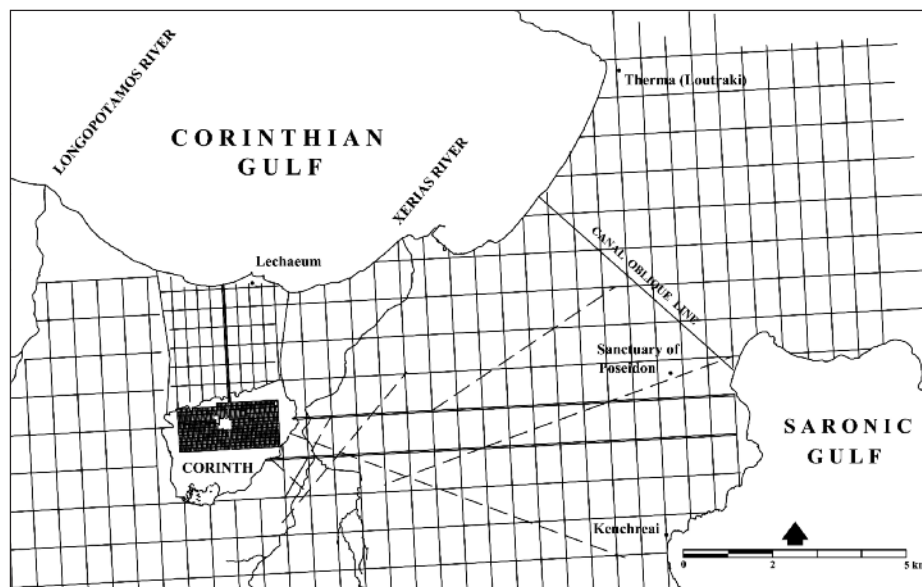 Therma (Loutraki)
LONGOPOTAMOS RIVER
CORINTHIAN
GULF
XERIAS RIVER
Lechaeum
CANAL OBLIQUE LINE
Sanctuary of
Poseidon
SARONIC
GULF
CORINTH
Kenchreai
0 2 5